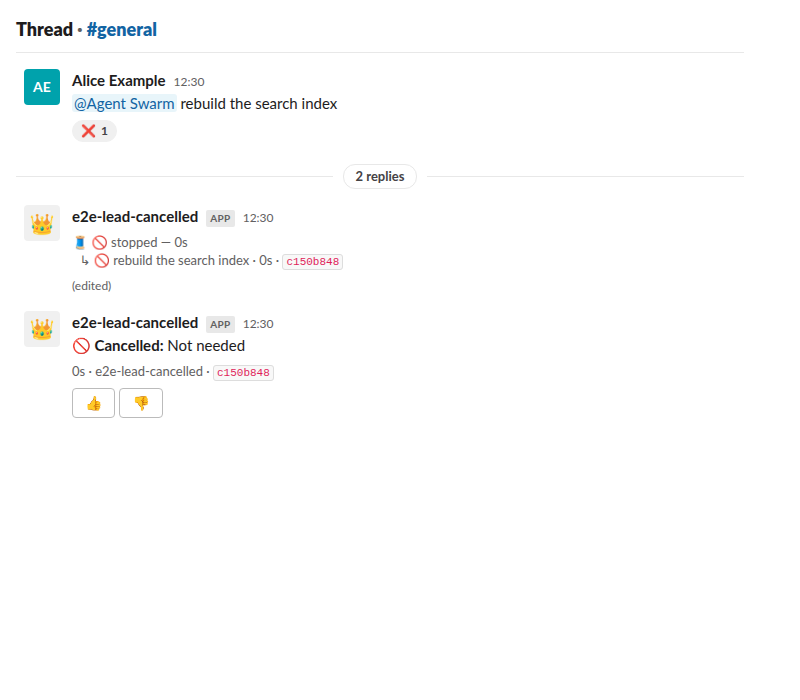 Thread • #general
AE
Alice Example 12:30
@Agent Swarm rebuild the search index
❌ 1
2 replies
e2e-lead-cancelled APP 12:30
🧵 🚫 stopped — 0s
↳ 🚫 rebuild the search index · 0s · c150b848
(edited)
e2e-lead-cancelled APP 12:30
🚫 Cancelled: Not needed
0s · e2e-lead-cancelled · c150b848
👍 👎